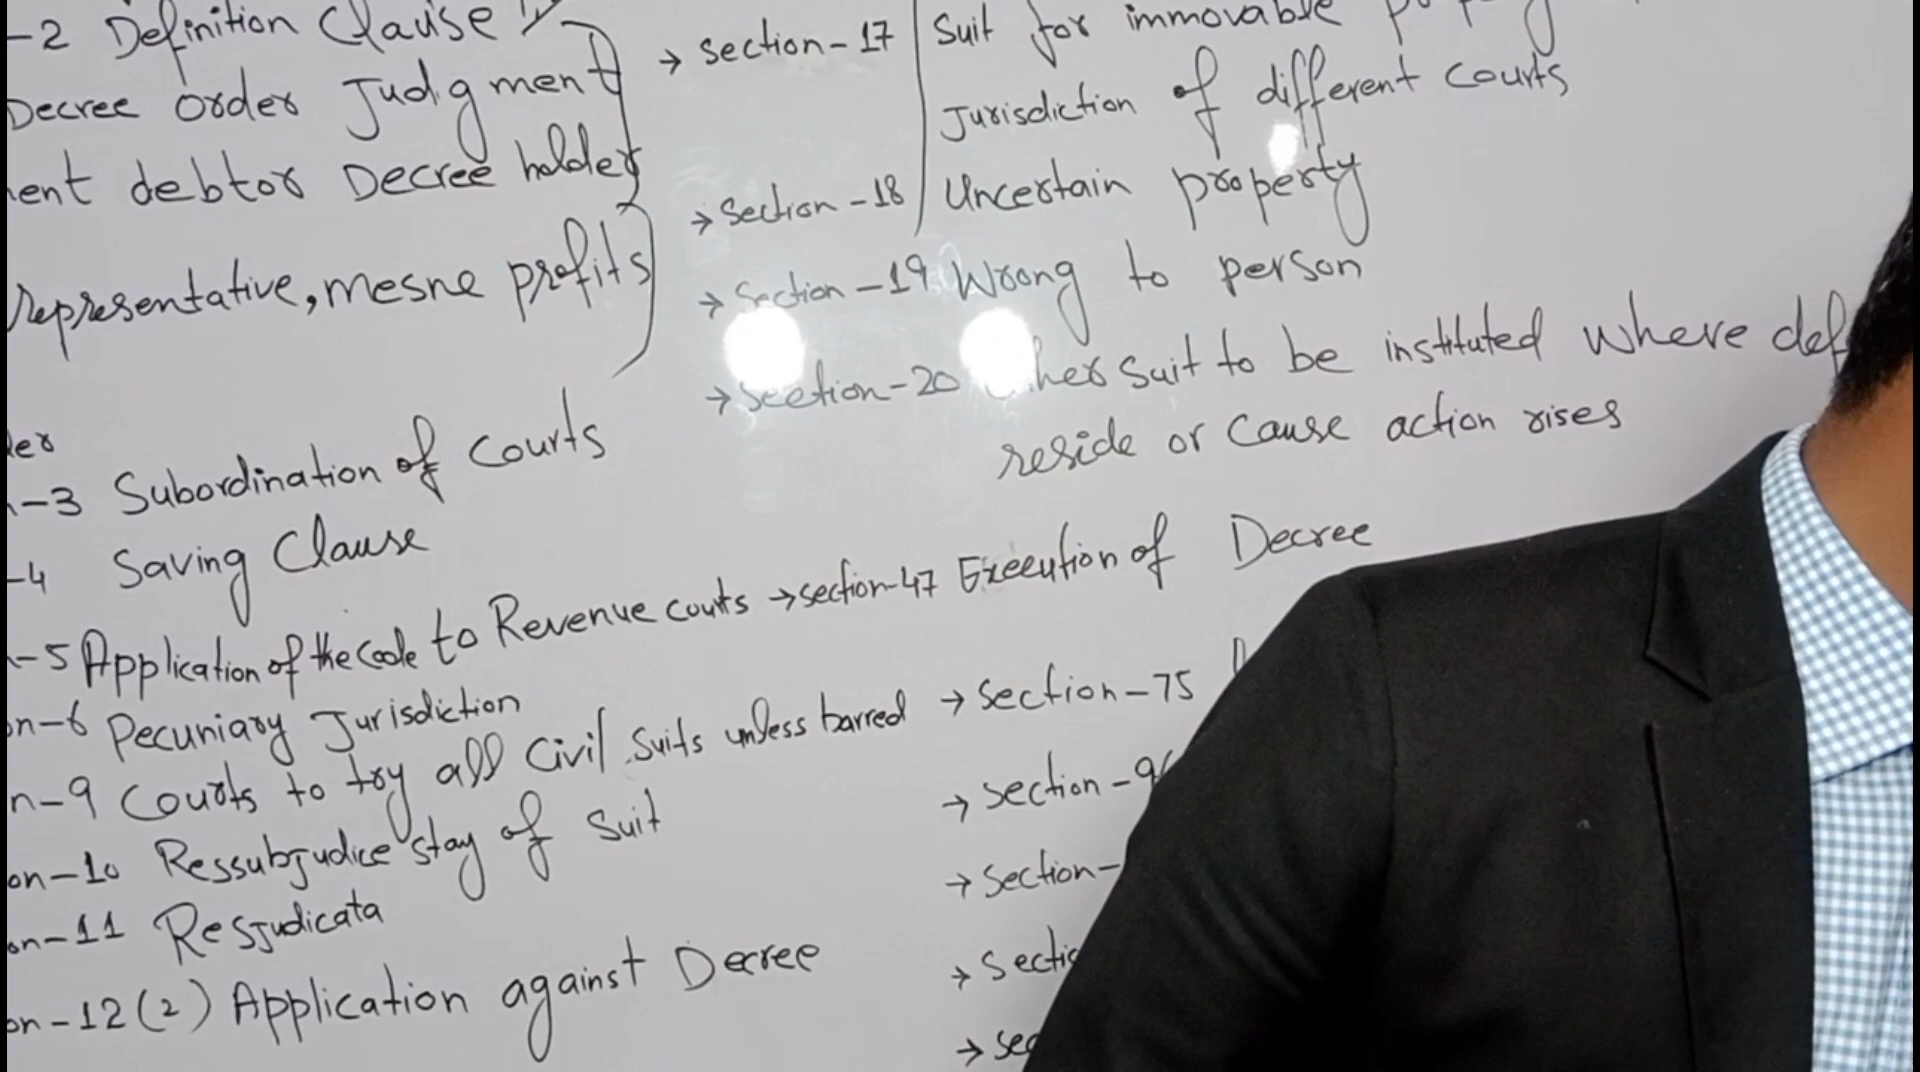 -2 Definition Clause
Decree order Judgment
ent debtor Decree holder
representative, mesne profits
der
-3 Subordination of courts
-4 Saving Clause
-5 Application of the Code to Revenue courts
on-6 Pecuniary Jurisdiction
n-9 Courts to try all Civil Suits unless barred
on-10 Ressubjudice stay of Suit
on-11 ResJudicata
on-12(2) Application against Decree
→ section-17 Suit for immovable
Jurisdiction of different courts
→ Section-18 Uncertain property
→ Section-19 Wrong to person
→ Section-20 Suit to be instituted where def
reside or Cause action rises
→ section-47 Execution of Decree
→ Section-75
→ section-9
→ Section-
→ Sectio
→ sec